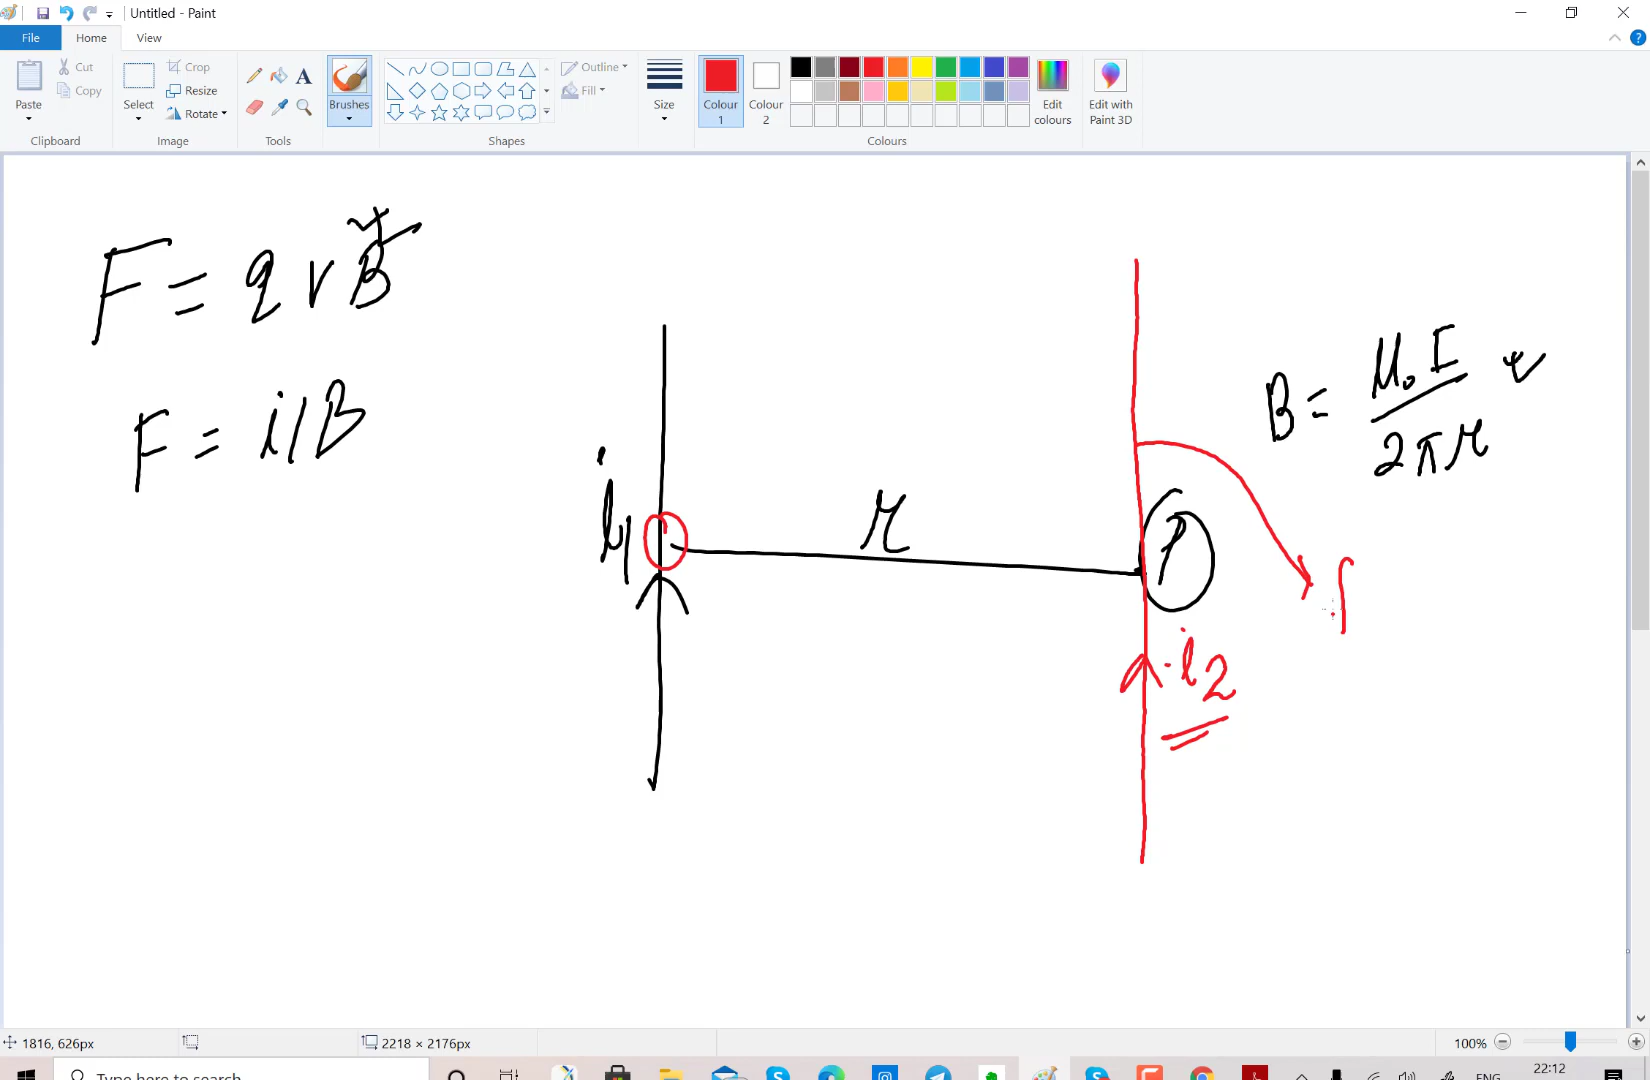 Untitled - Paint
File Home View
Paste
Cut
Copy
Clipboard
Select
Crop
Resize
Rotate
Image
A
Tools
Brushes
Shapes
Outline
Fill
Size
Colour 1
Colour 2
Edit colours
Edit with Paint 3D
Colours
F = qvB
F = ilB
i1
r
P
i2
B = μ₀I / 2πr
1816, 626px
2218 × 2176px
100%
Type here to search
ENG
22:12